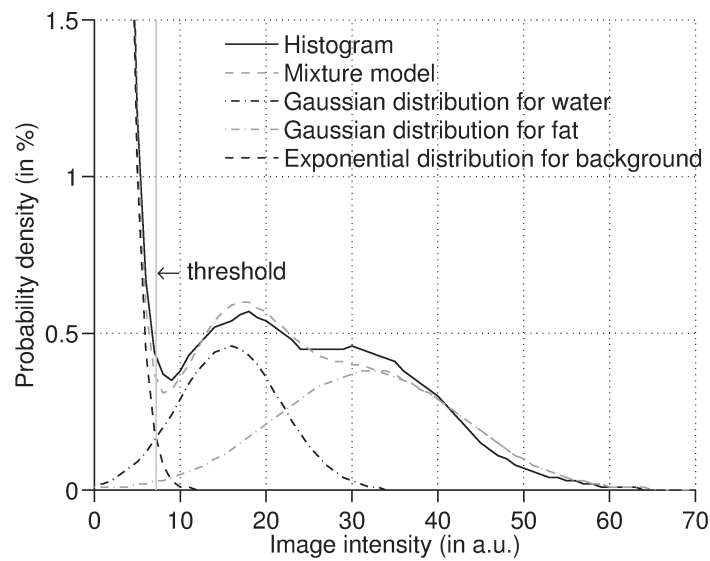 1.5
Histogram
Mixture model
Gaussian distribution for water
Gaussian distribution for fat
Exponential distribution for background
1
← threshold
0.5
0
Probability density (in %)
0 10 20 30 40 50 60 70
Image intensity (in a.u.)